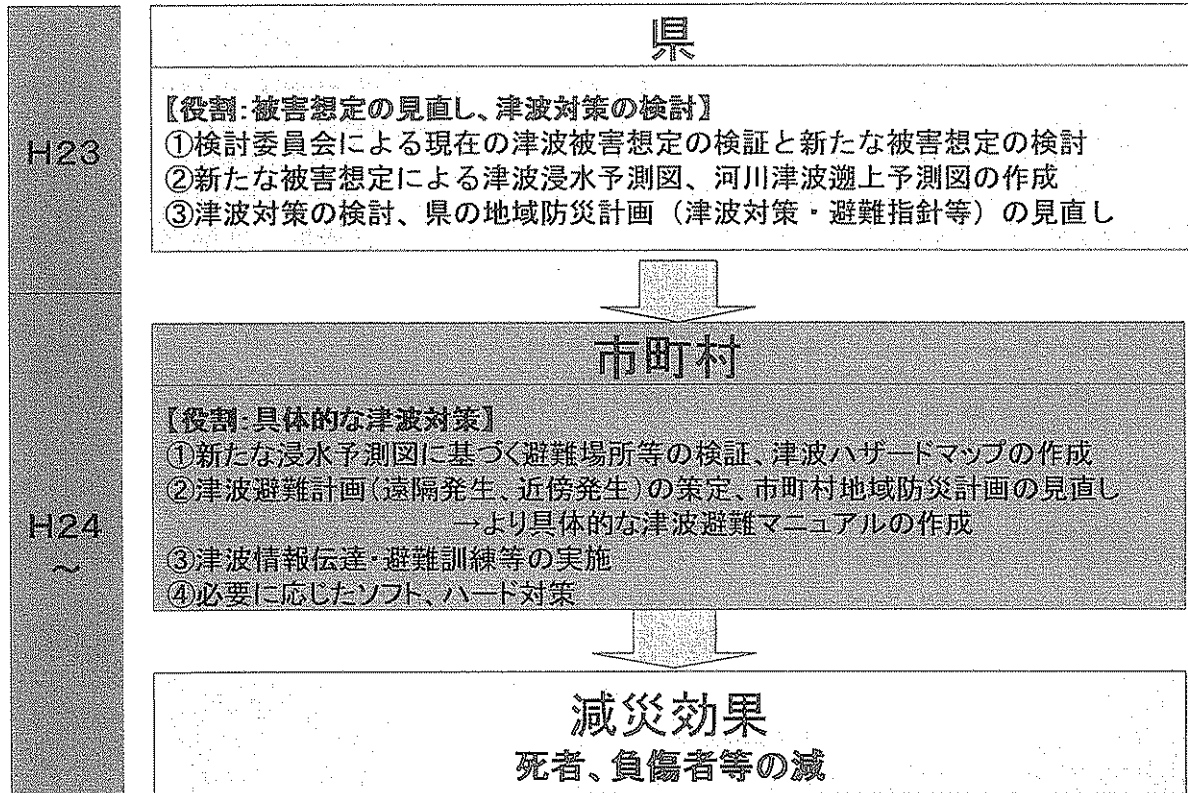 県
H23
【役割:被害想定の見直し、津波対策の検討】
①検討委員会による現在の津波被害想定の検証と新たな被害想定の検討
②新たな被害想定による津波浸水予測図、河川津波遡上予測図の作成
③津波対策の検討、県の地域防災計画(津波対策・避難指針等)の見直し
市町村
H24
~
【役割:具体的な津波対策】
①新たな浸水予測図に基づく避難場所等の検証、津波ハザードマップの作成
②津波避難計画(遠隔発生、近傍発生)の策定、市町村地域防災計画の見直し
→より具体的な津波避難マニュアルの作成
③津波情報伝達・避難訓練等の実施
④必要に応じたソフト、ハード対策
減災効果
死者、負傷者等の減